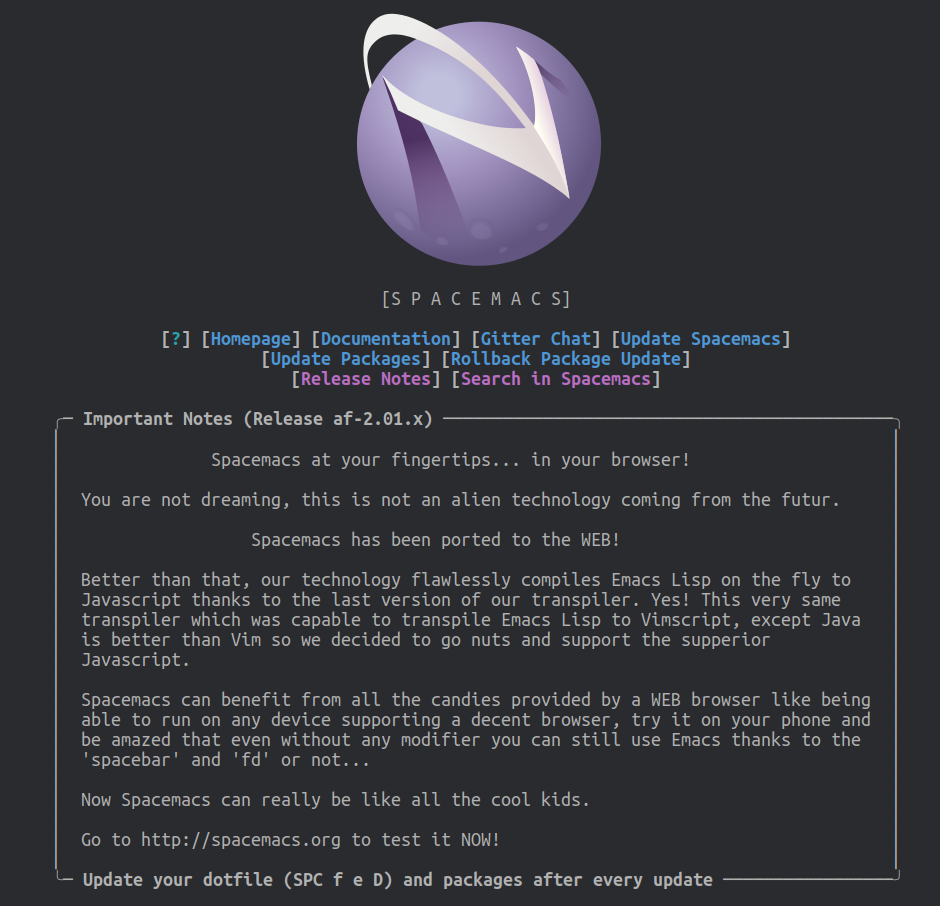 [S P A C E M A C S]
[?] [Homepage] [Documentation] [Gitter Chat] [Update Spacemacs]
[Update Packages] [Rollback Package Update]
[Release Notes] [Search in Spacemacs]
Important Notes (Release af-2.01.x)
Spacemacs at your fingertips... in your browser!
You are not dreaming, this is not an alien technology coming from the futur.
Spacemacs has been ported to the WEB!
Better than that, our technology flawlessly compiles Emacs Lisp on the fly to
Javascript thanks to the last version of our transpiler. Yes! This very same
transpiler which was capable to transpile Emacs Lisp to Vimscript, except Java
is better than Vim so we decided to go nuts and support the supperior
Javascript.
Spacemacs can benefit from all the candies provided by a WEB browser like being
able to run on any device supporting a decent browser, try it on your phone and
be amazed that even without any modifier you can still use Emacs thanks to the
'spacebar' and 'fd' or not...
Now Spacemacs can really be like all the cool kids.
Go to http://spacemacs.org to test it NOW!
Update your dotfile (SPC f e D) and packages after every update